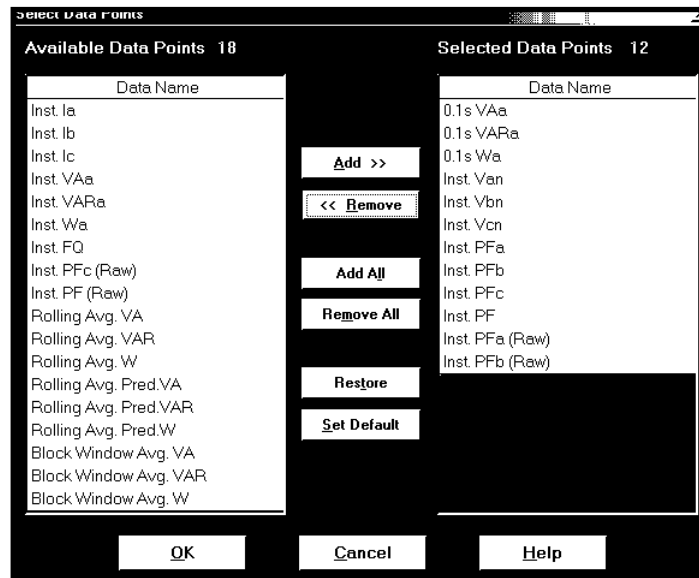 Select Data Points
Available Data Points 18
Selected Data Points 12
Data Name
Inst. Ia
Inst. Ib
Inst. Ic
Inst. VAa
Inst. VARa
Inst. Wa
Inst. FQ
Inst. PFc (Raw)
Inst. PF (Raw)
Rolling Avg. VA
Rolling Avg. VAR
Rolling Avg. W
Rolling Avg. Pred.VA
Rolling Avg. Pred.VAR
Rolling Avg. Pred.W
Block Window Avg. VA
Block Window Avg. VAR
Block Window Avg. W
Add >>
<< Remove
Add All
Remove All
Restore
Set Default
Data Name
0.1s VAa
0.1s VARa
0.1s Wa
Inst. Van
Inst. Vbn
Inst. Vcn
Inst. PFa
Inst. PFb
Inst. PFc
Inst. PF
Inst. PFa (Raw)
Inst. PFb (Raw)
OK
Cancel
Help